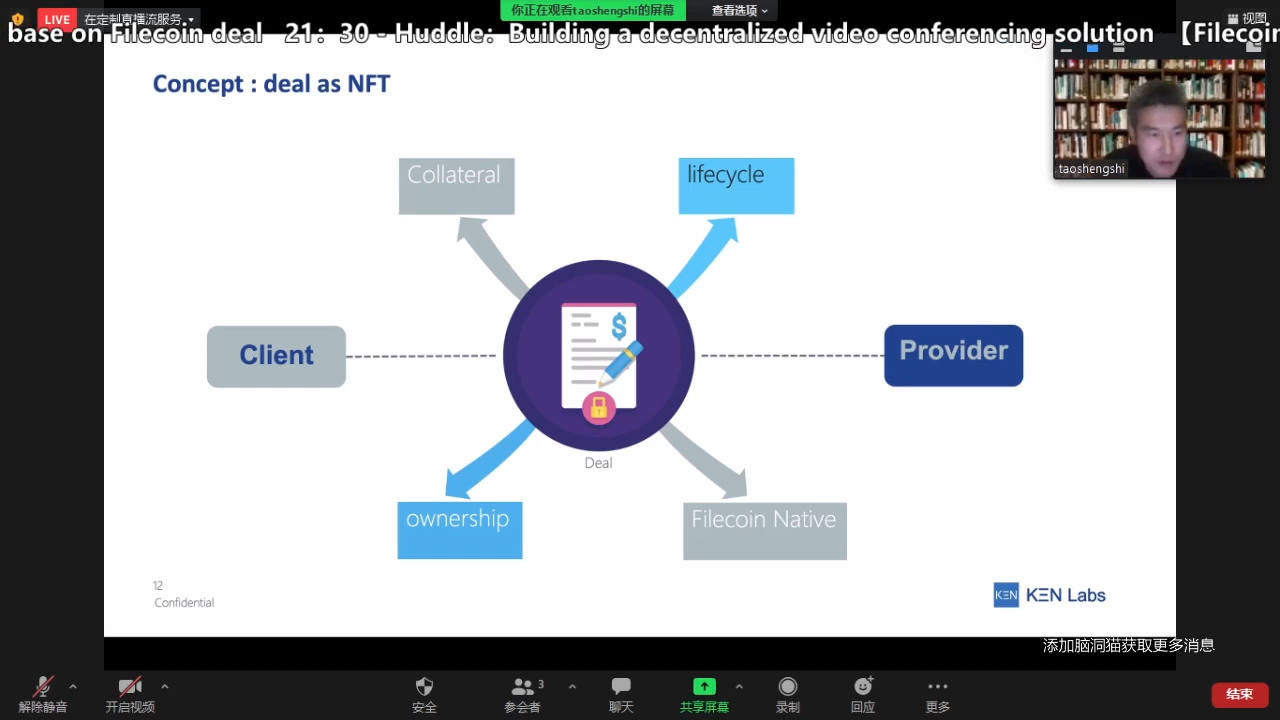 LIVE 在定制直播流服务
你正在观看taoshengshi的屏幕
查看选项
视图
base on Filecoin deal 21：30 - Huddle：Building a decentralized video conferencing solution 【Filecoin
Concept : deal as NFT
taoshengshi
Collateral
lifecycle
Client
$
Provider
Deal
ownership
Filecoin Native
12
Confidential
KΞN KΞN Labs
添加脑洞猫获取更多消息
3
解除静音
开启视频
安全
参会者
聊天
共享屏幕
录制
回应
更多
结束